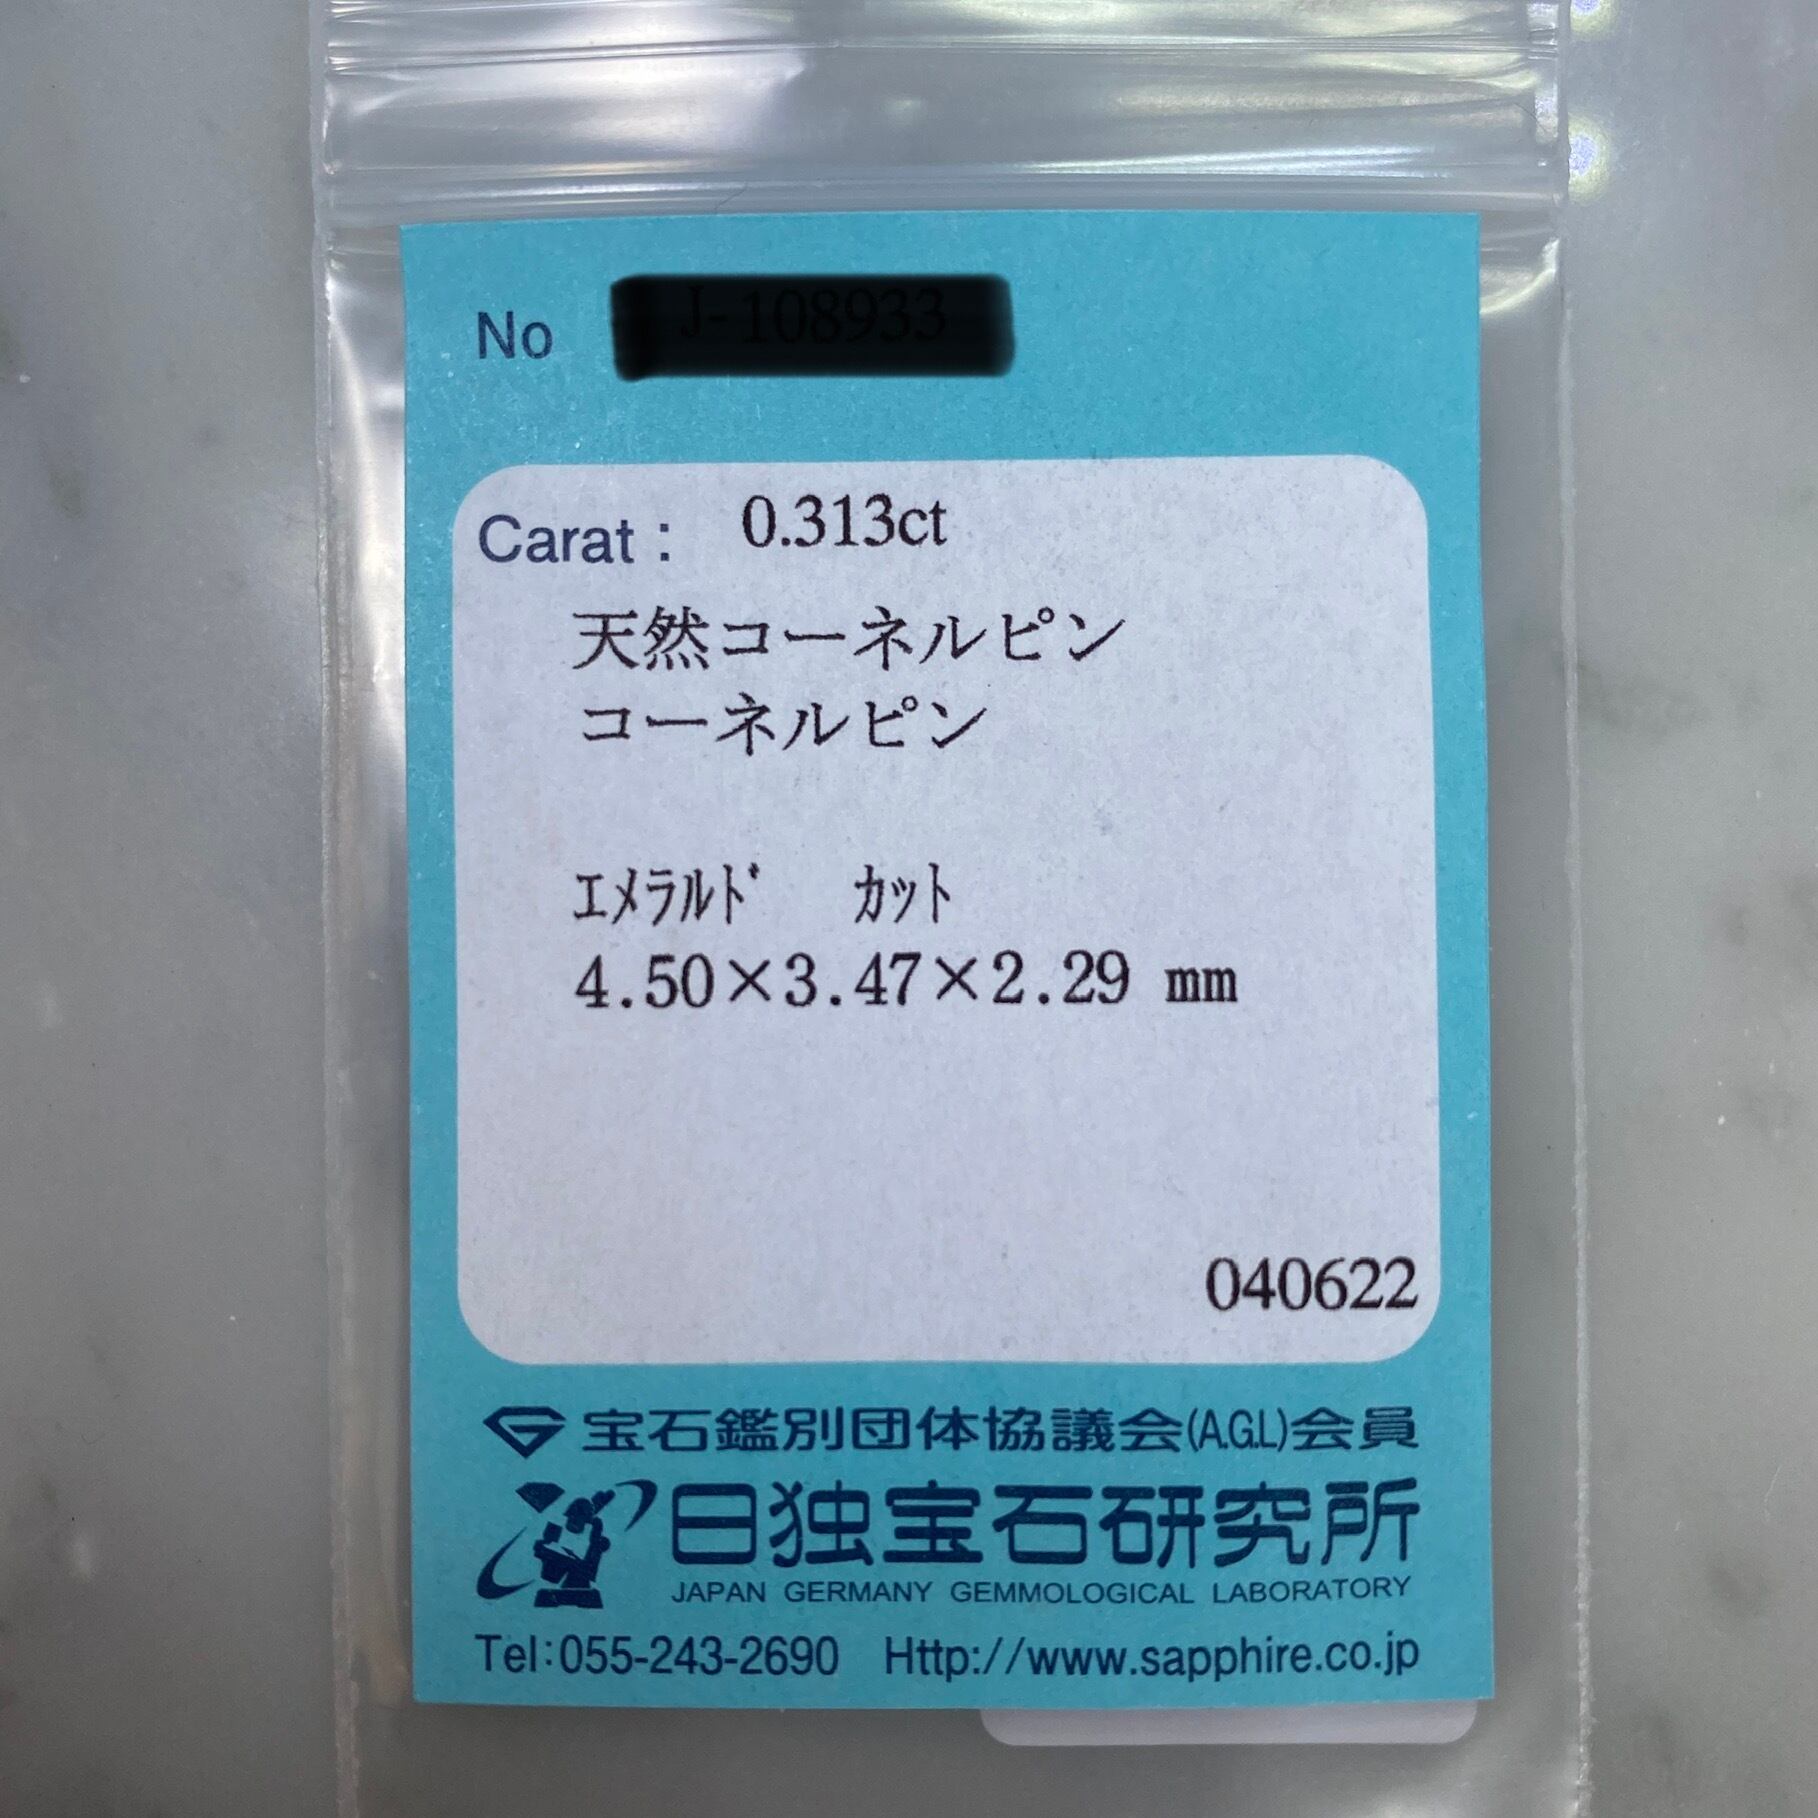 No
Carat : 0.313ct
天然コーネルピン
コーネルピン
ｴﾒﾗﾙﾄﾞ ｶｯﾄ
4.50×3.47×2.29 mm
040622
宝石鑑別団体協議会(A.G.L)会員
日独宝石研究所
JAPAN GERMANY GEMMOLOGICAL LABORATORY
Tel:055-243-2690 Http://www.sapphire.co.jp